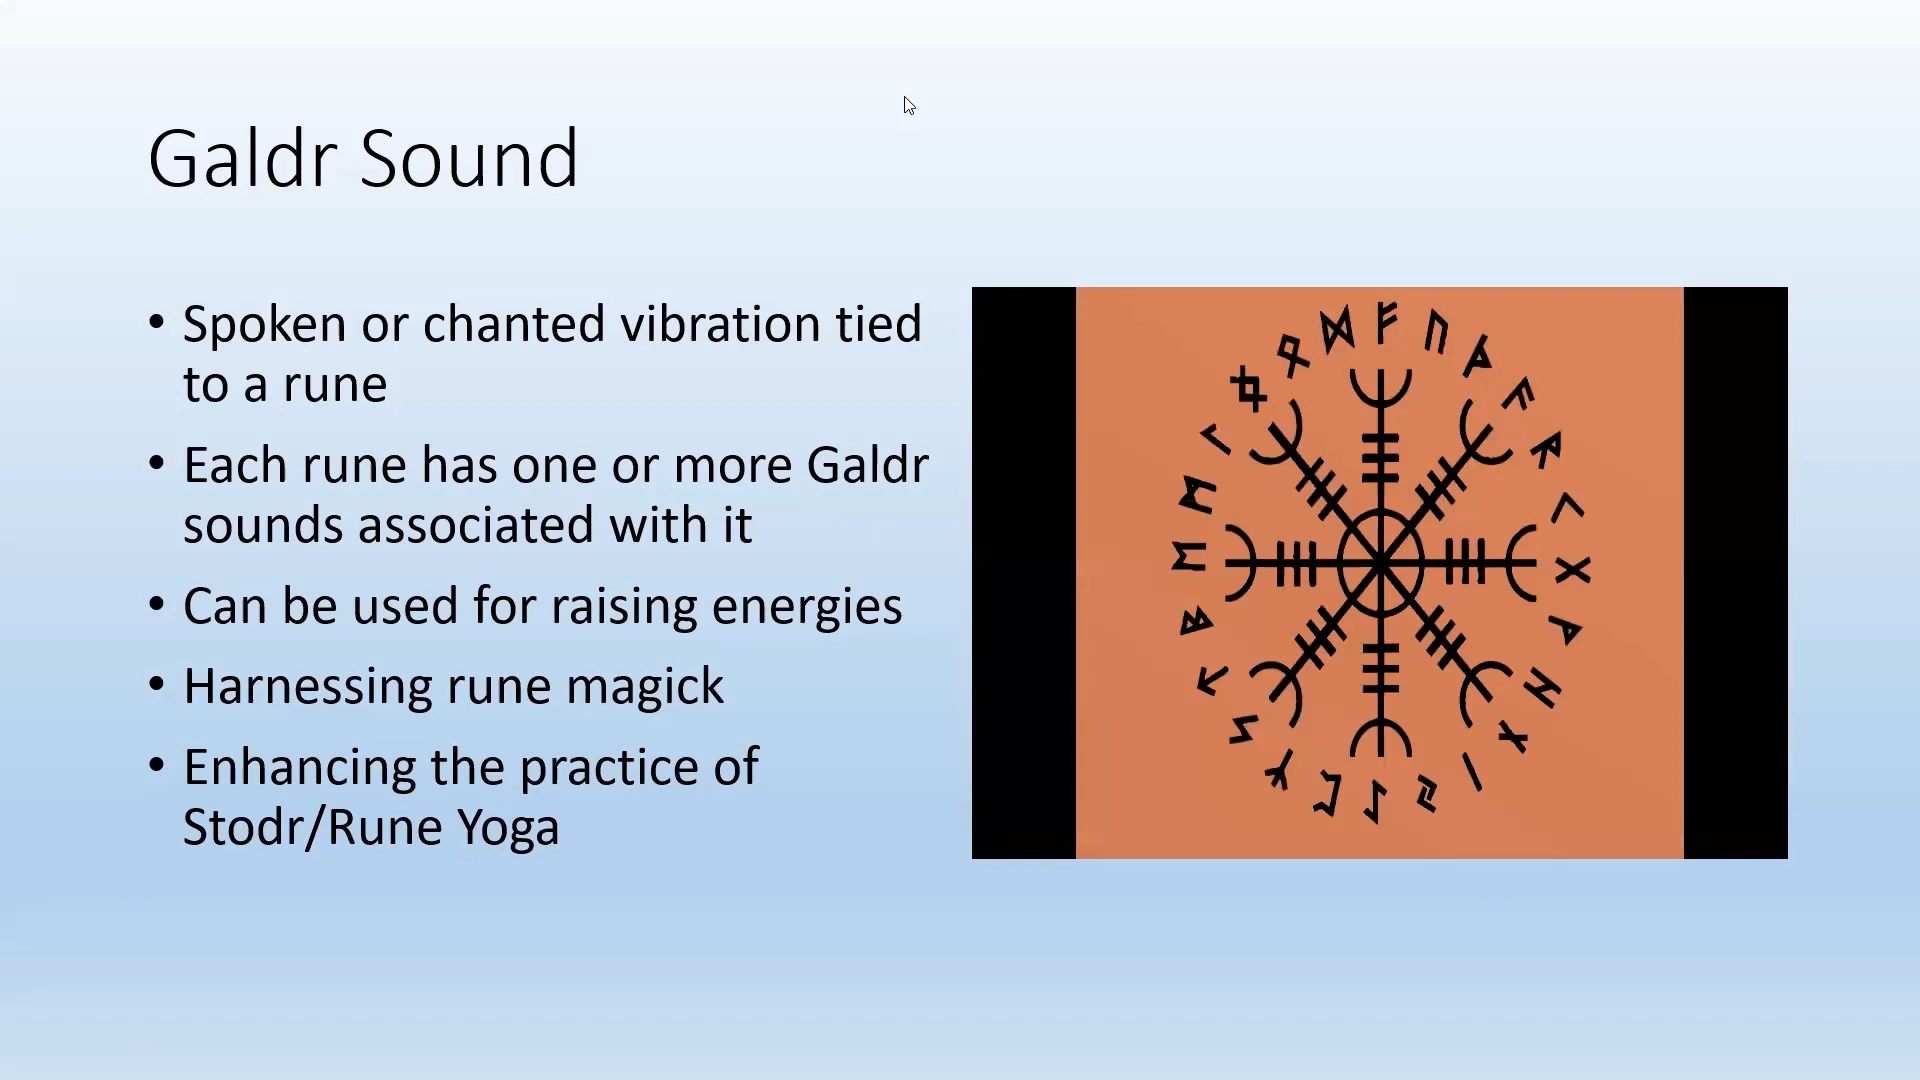 Galdr Sound
• Spoken or chanted vibration tied
to a rune
• Each rune has one or more Galdr
sounds associated with it
• Can be used for raising energies
• Harnessing rune magick
• Enhancing the practice of
Stodr/Rune Yoga
ᚠᚢᚦᚨᚱᚲᚷᚹᚺᚾᛁᛃᛇᛈᛉᛊᛏᛒᛖᛗᛚᛝᛟᛞ